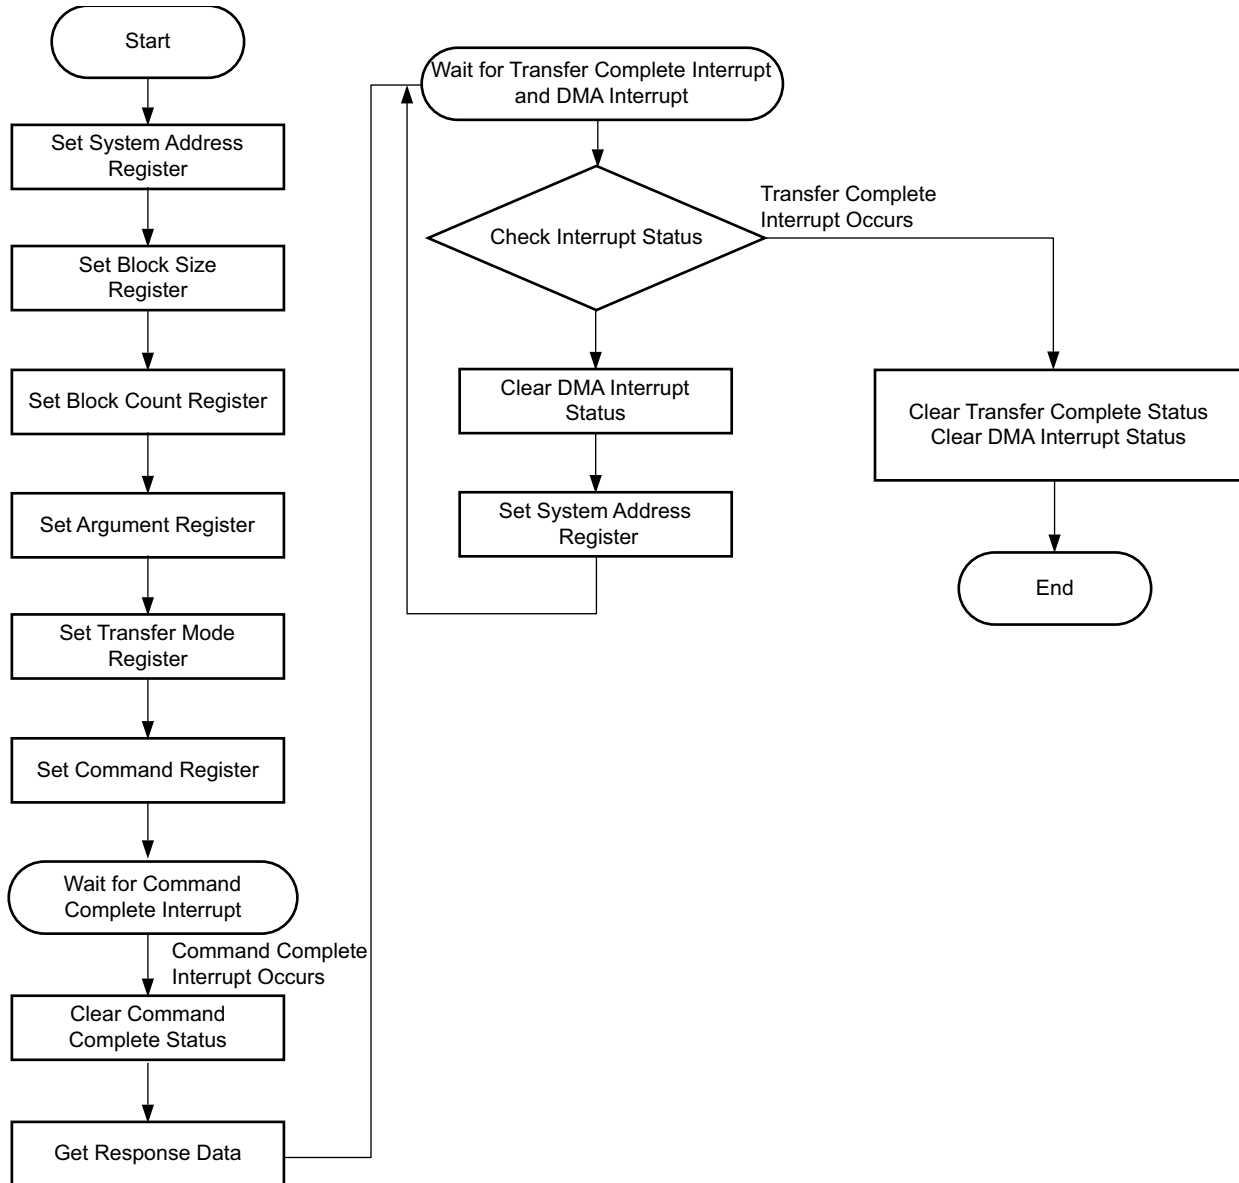 Start
Set System Address
Register
Set Block Size
Register
Set Block Count Register
Set Argument Register
Set Transfer Mode
Register
Set Command Register
Wait for Command
Complete Interrupt
Command Complete
Interrupt Occurs
Clear Command
Complete Status
Get Response Data
Wait for Transfer Complete Interrupt
and DMA Interrupt
Check Interrupt Status
Transfer Complete
Interrupt Occurs
Clear DMA Interrupt
Status
Set System Address
Register
Clear Transfer Complete Status
Clear DMA Interrupt Status
End